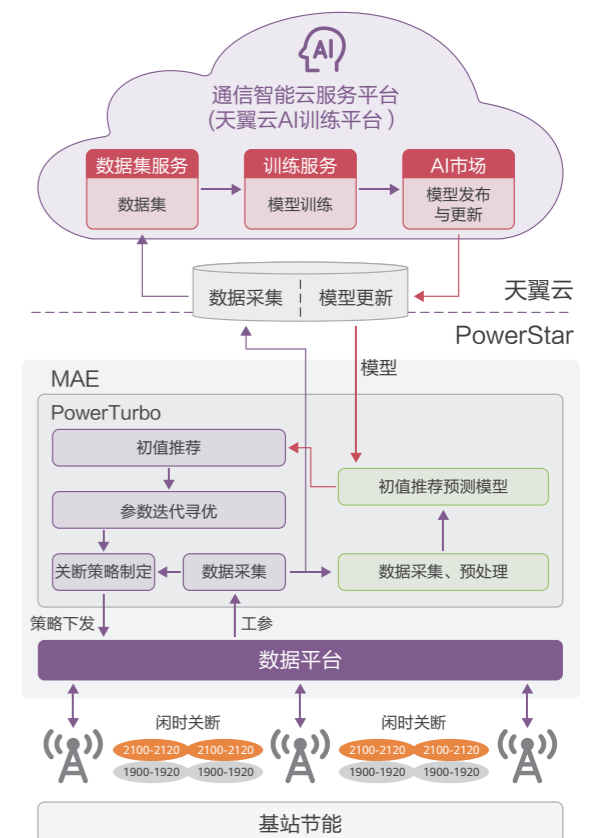 AI
通信智能云服务平台
(天翼云AI训练平台 )
数据集服务 训练服务 AI市场
数据集 模型训练 模型发布
与更新
数据采集 模型更新
天翼云
PowerStar
模型
MAE
PowerTurbo
初值推荐
初值推荐预测模型
参数迭代寻优
关断策略制定 数据采集 数据采集、预处理
策略下发 工参
数据平台
闲时关断 闲时关断
2100-2120 2100-2120 2100-2120 2100-2120
1900-1920 1900-1920 1900-1920 1900-1920
基站节能